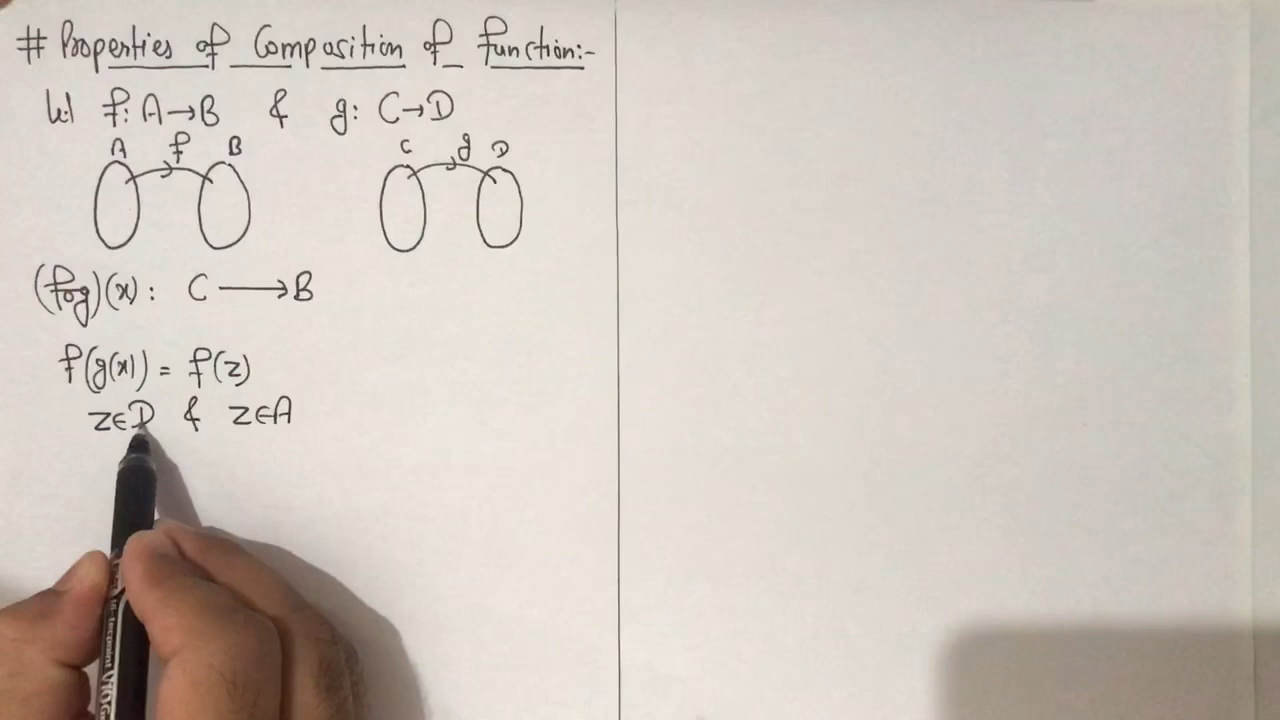 # Properties of Composition of function:-
let f: A→B & g: C→D
A f B C g D
(fog)(x): C ⟶ B
f(g(x)) = f(z)
z∈D & z∈A